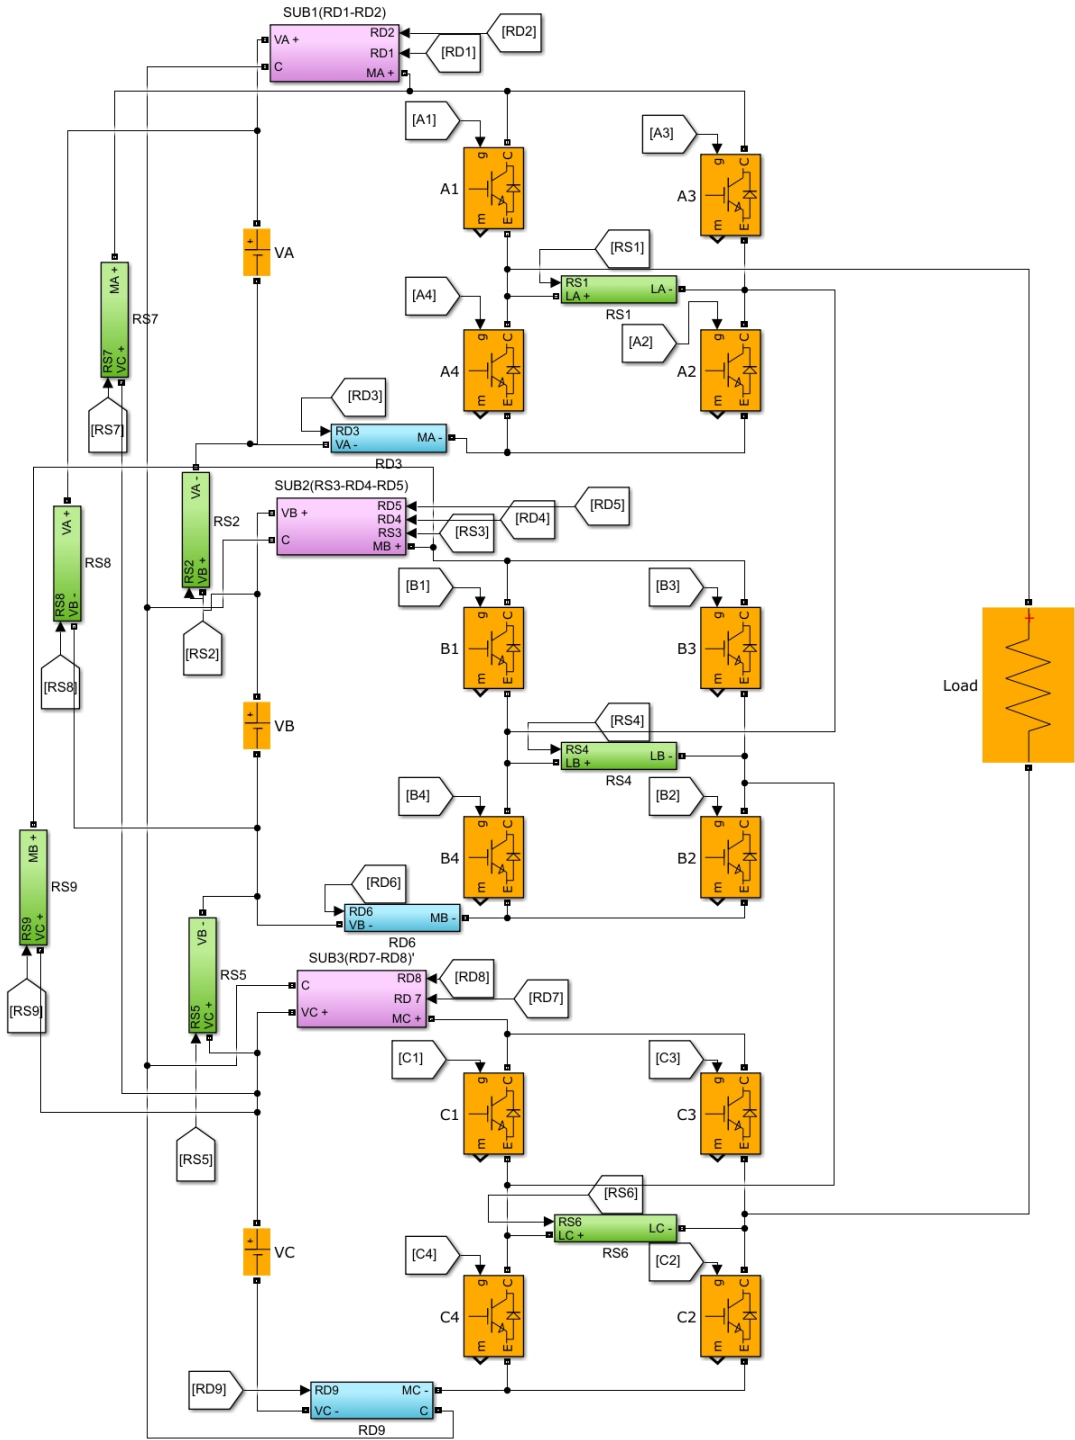 SUB1(RD1-RD2)
VA +
C
RD2
RD1
MA +
[RD2]
[RD1]
[A1]
[A3]
g
C
m
E
A1
g
C
m
E
A3
VA
+
MA +
RS7
VC +
RS7
[RS7]
[RS1]
RS1
LA +
LA -
RS1
[A4]
[A2]
g
C
m
E
A4
g
C
m
E
A2
[RD3]
RD3
VA -
MA -
RD3
VA -
RS2
VB +
RS2
[RS2]
SUB2(RS3-RD4-RD5)
VB +
C
RD5
RD4
RS3
MB +
[RD5]
[RD4]
[RS3]
VA +
RS8
VB -
RS8
[RS8]
[B1]
[B3]
g
C
m
E
B1
g
C
m
E
B3
+
Load
+
VB
[RS4]
RS4
LB +
LB -
RS4
[B4]
[B2]
g
C
m
E
B4
g
C
m
E
B2
MB +
RS9
VC +
RS9
[RS9]
[RD6]
RD6
VB -
MB -
RD6
VB -
RS5
VC +
RS5
[RS5]
SUB3(RD7-RD8)'
C
VC +
RD8
RD 7
MC +
[RD8]
[RD7]
[C1]
[C3]
g
C
m
E
C1
g
C
m
E
C3
[RS6]
RS6
LC +
LC -
RS6
+
VC
[C4]
[C2]
g
C
m
E
C4
g
C
m
E
C2
[RD9]
RD9
VC -
MC -
C
RD9